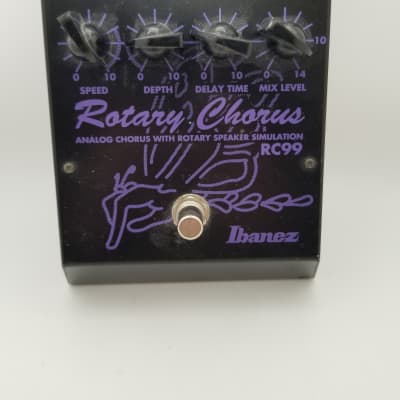 10
0 10 0 10 0 10 0 14
SPEED DEPTH DELAY TIME MIX LEVEL
Rotary Chorus
ANALOG CHORUS WITH ROTARY SPEAKER SIMULATION
RC99
Ibanez